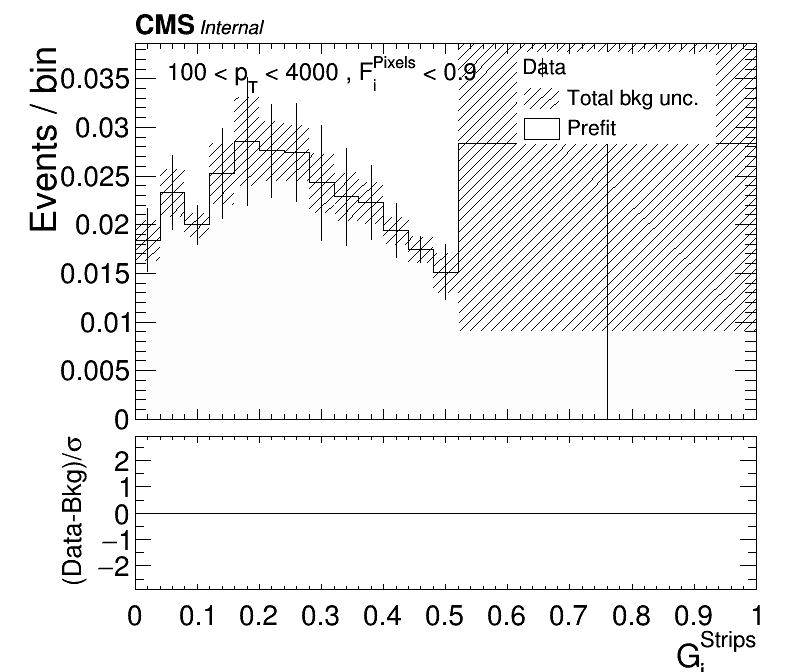 CMS Internal
100 < p_T < 4000 , F_i^Pixels < 0.9
Data
Total bkg unc.
Prefit
Events / bin
0.035
0.03
0.025
0.02
0.015
0.01
0.005
0
(Data-Bkg)/σ
2
1
0
−1
−2
0 0.1 0.2 0.3 0.4 0.5 0.6 0.7 0.8 0.9 1
G_i^Strips